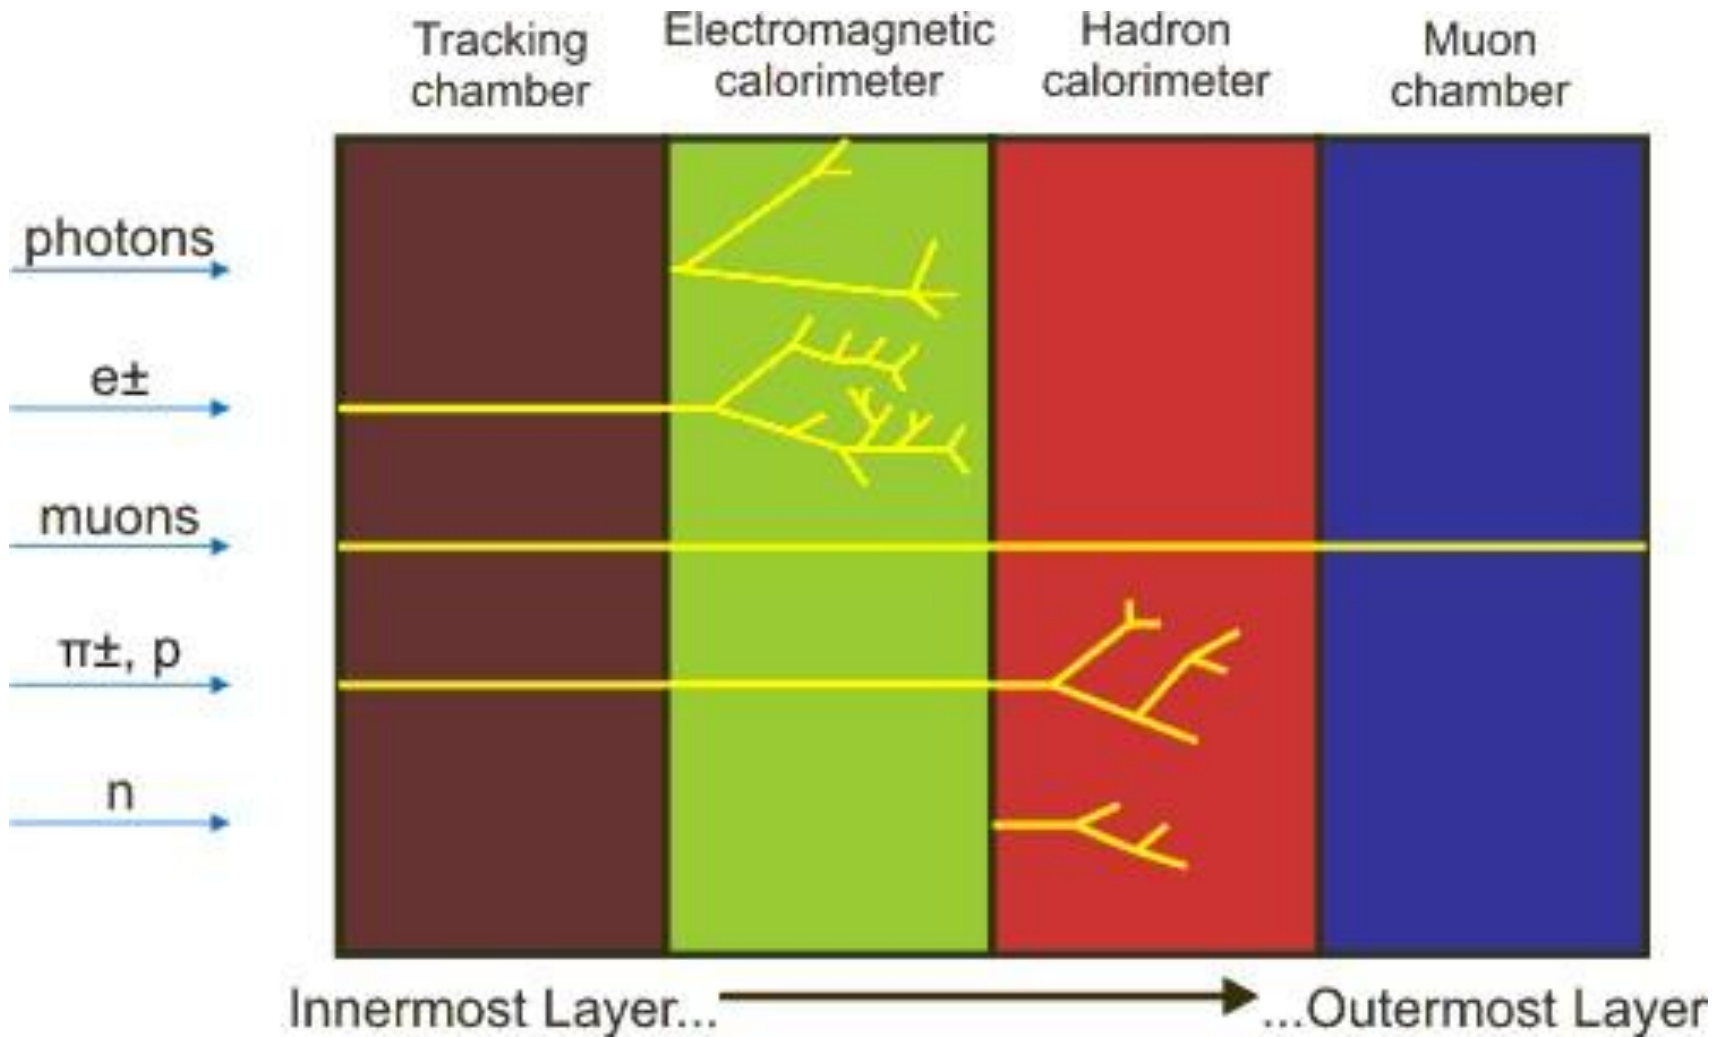 Tracking
chamber
Electromagnetic
calorimeter
Hadron
calorimeter
Muon
chamber
photons
e±
muons
π±, p
n
Innermost Layer...
...Outermost Layer